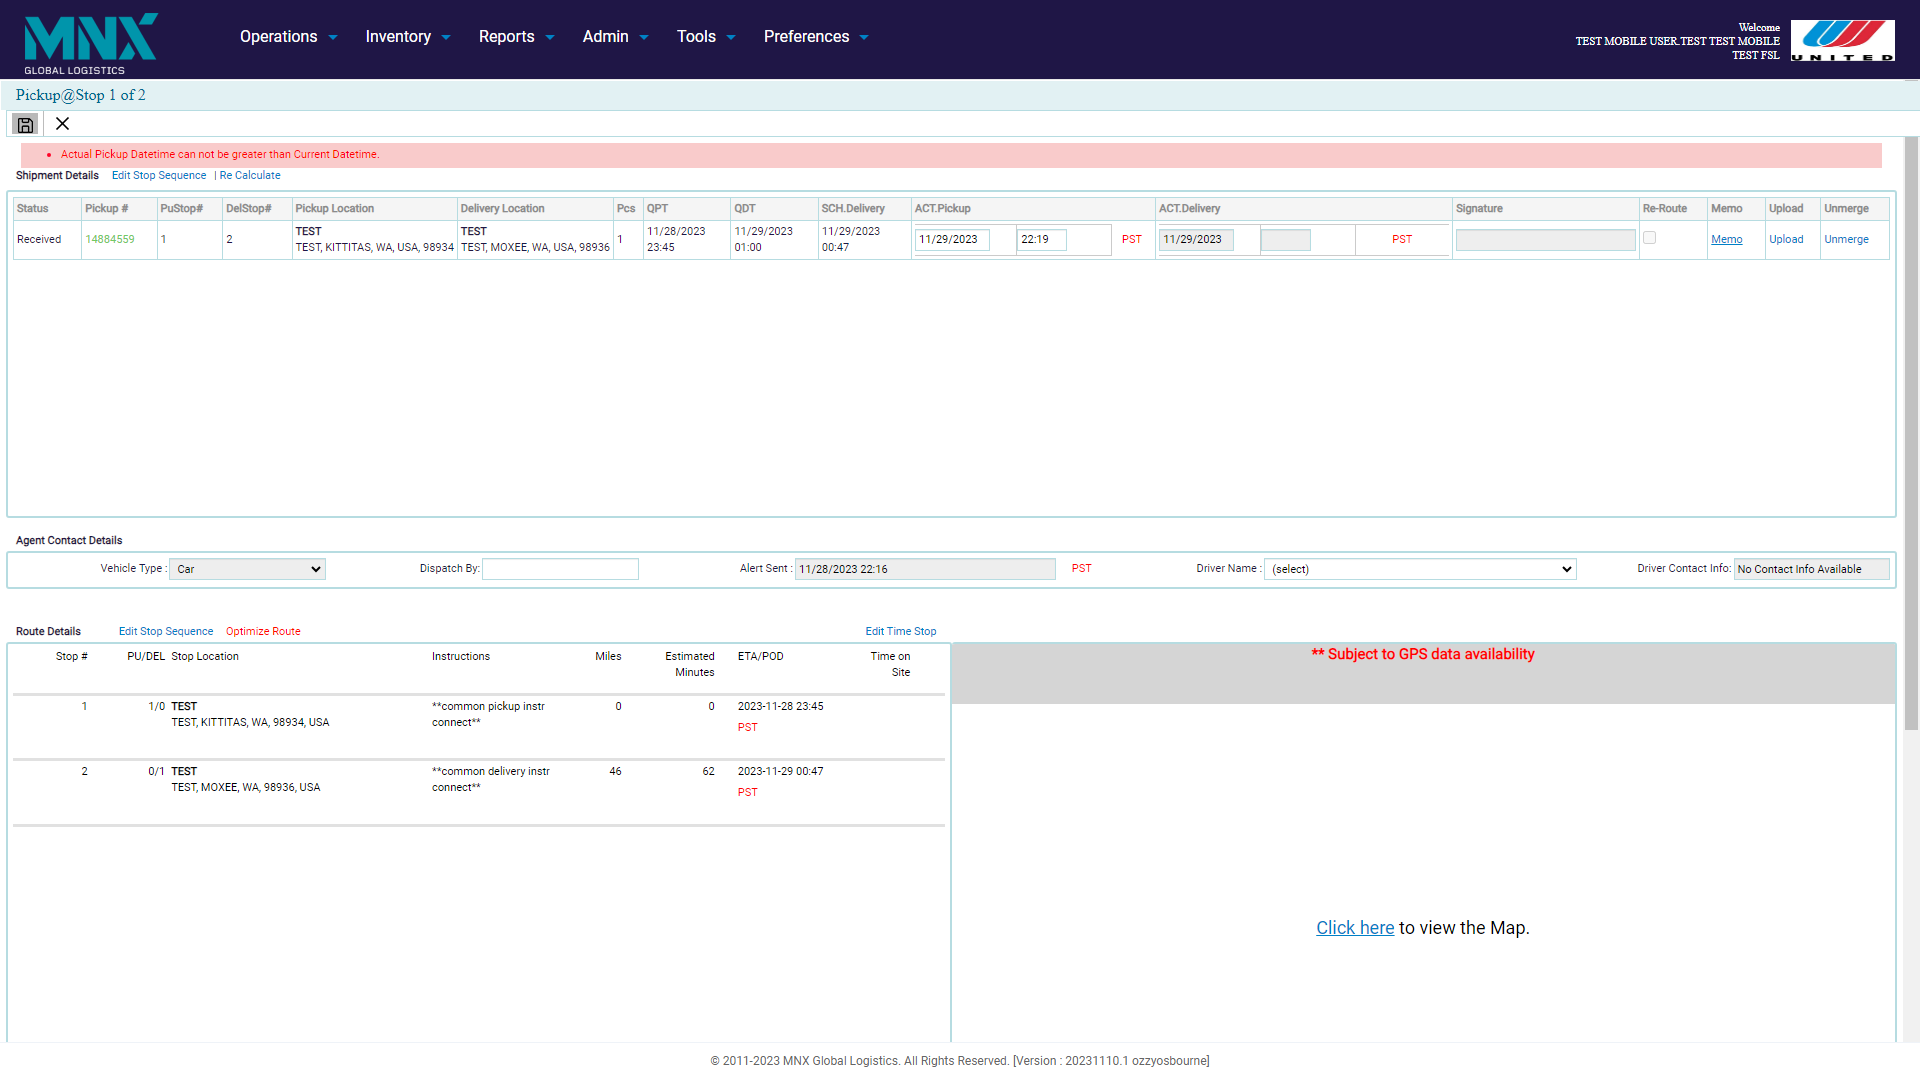 MNX
GLOBAL LOGISTICS
Operations Inventory Reports Admin Tools Preferences
Welcome
TEST MOBILE USER.TEST TEST MOBILE
TEST FSL
UNITED
Pickup@Stop 1 of 2
Actual Pickup Datetime can not be greater than Current Datetime.
Shipment Details Edit Stop Sequence | Re Calculate
Status Pickup # PuStop# DelStop# Pickup Location Delivery Location Pcs QPT QDT SCH.Delivery ACT.Pickup ACT.Delivery Signature Re-Route Memo Upload Unmerge
Received 14884559 1 2 TEST TEST, KITTITAS, WA, USA, 98934 TEST TEST, MOXEE, WA, USA, 98936 1 11/28/2023 23:45 11/29/2023 01:00 11/29/2023 00:47 11/29/2023 22:19 PST 11/29/2023 PST Memo Upload Unmerge
Agent Contact Details
Vehicle Type : Car Dispatch By: Alert Sent : 11/28/2023 22:16 PST Driver Name : (select) Driver Contact Info: No Contact Info Available
Route Details Edit Stop Sequence Optimize Route Edit Time Stop
Stop # PU/DEL Stop Location Instructions Miles Estimated Minutes ETA/POD Time on Site
1 1/0 TEST TEST, KITTITAS, WA, 98934, USA **common pickup instr connect** 0 0 2023-11-28 23:45 PST
2 0/1 TEST TEST, MOXEE, WA, 98936, USA **common delivery instr connect** 46 62 2023-11-29 00:47 PST
** Subject to GPS data availability
Click here to view the Map.
© 2011-2023 MNX Global Logistics. All Rights Reserved. [Version : 20231110.1 ozzyosbourne]